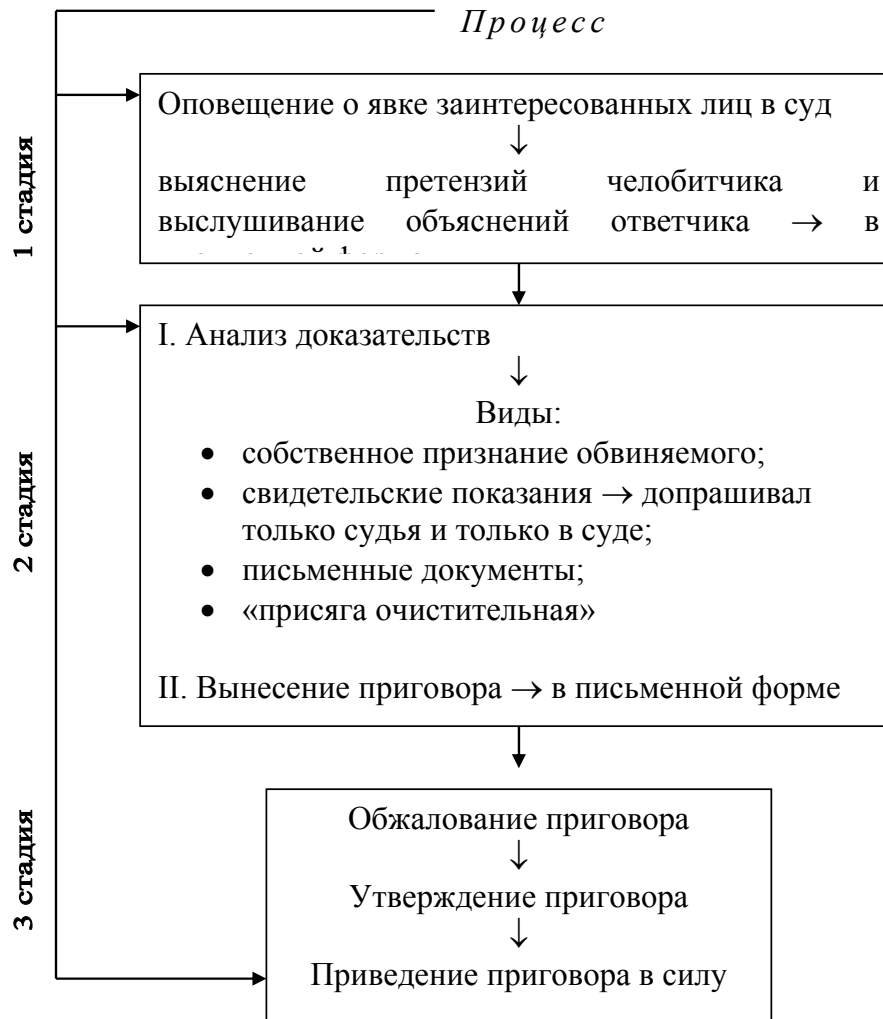 Процесс
1 стадия
Оповещение о явке заинтересованных лиц в суд
↓
выяснение претензий челобитчика и
выслушивание объяснений ответчика → в
2 стадия
I. Анализ доказательств
↓
Виды:
• собственное признание обвиняемого;
• свидетельские показания → допрашивал
только судья и только в суде;
• письменные документы;
• «присяга очистительная»
II. Вынесение приговора → в письменной форме
3 стадия
Обжалование приговора
↓
Утверждение приговора
↓
Приведение приговора в силу